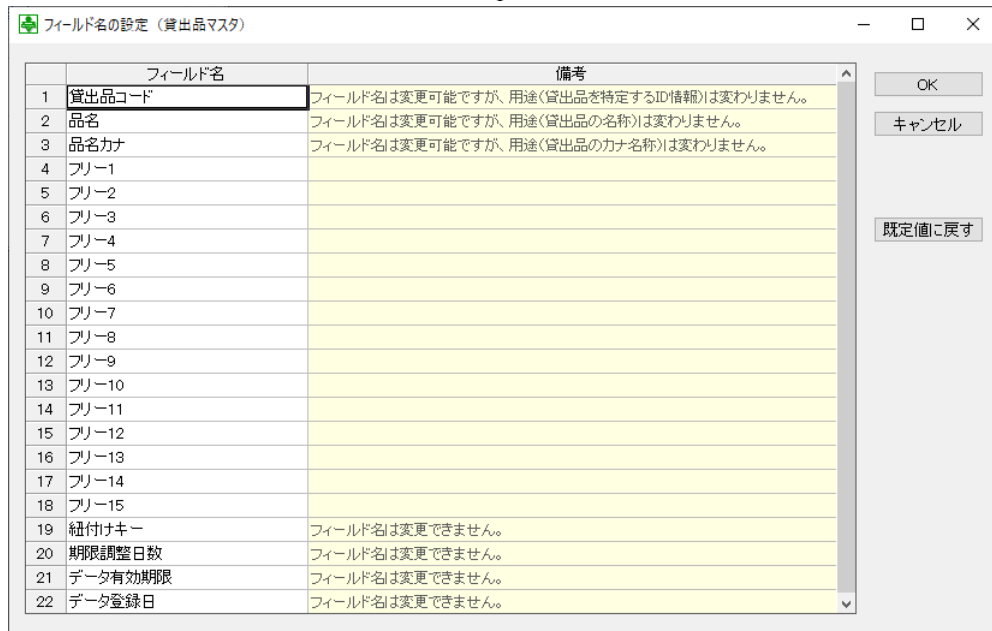 フィールド名の設定（貸出品マスタ）
フィールド名 備考
OK
キャンセル
既定値に戻す
1 貸出品コード フィールド名は変更可能ですが、用途(貸出品を特定するID情報)は変わりません。
2 品名 フィールド名は変更可能ですが、用途(貸出品の名称)は変わりません。
3 品名カナ フィールド名は変更可能ですが、用途(貸出品のカナ名称)は変わりません。
4 フリー1
5 フリー2
6 フリー3
7 フリー4
8 フリー5
9 フリー6
10 フリー7
11 フリー8
12 フリー9
13 フリー10
14 フリー11
15 フリー12
16 フリー13
17 フリー14
18 フリー15
19 紐付けキー フィールド名は変更できません。
20 期限調整日数 フィールド名は変更できません。
21 データ有効期限 フィールド名は変更できません。
22 データ登録日 フィールド名は変更できません。